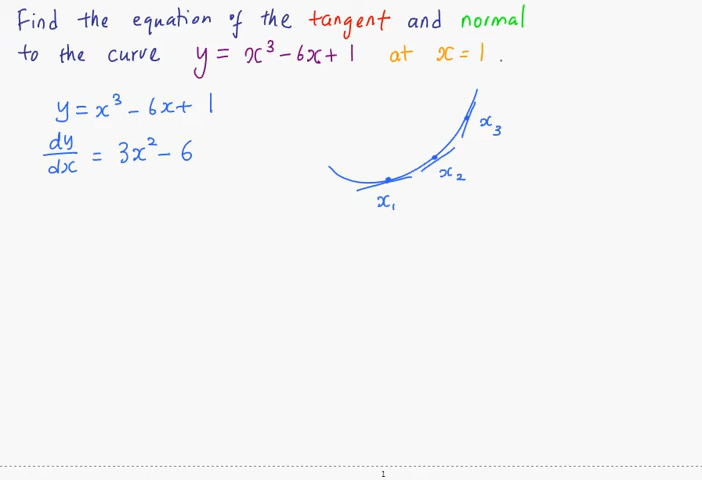 Find the equation of the tangent and normal
to the curve y = x³ - 6x + 1 at x = 1.
y = x³ - 6x + 1
dy/dx = 3x² - 6
x₃
x₂
x₁
1